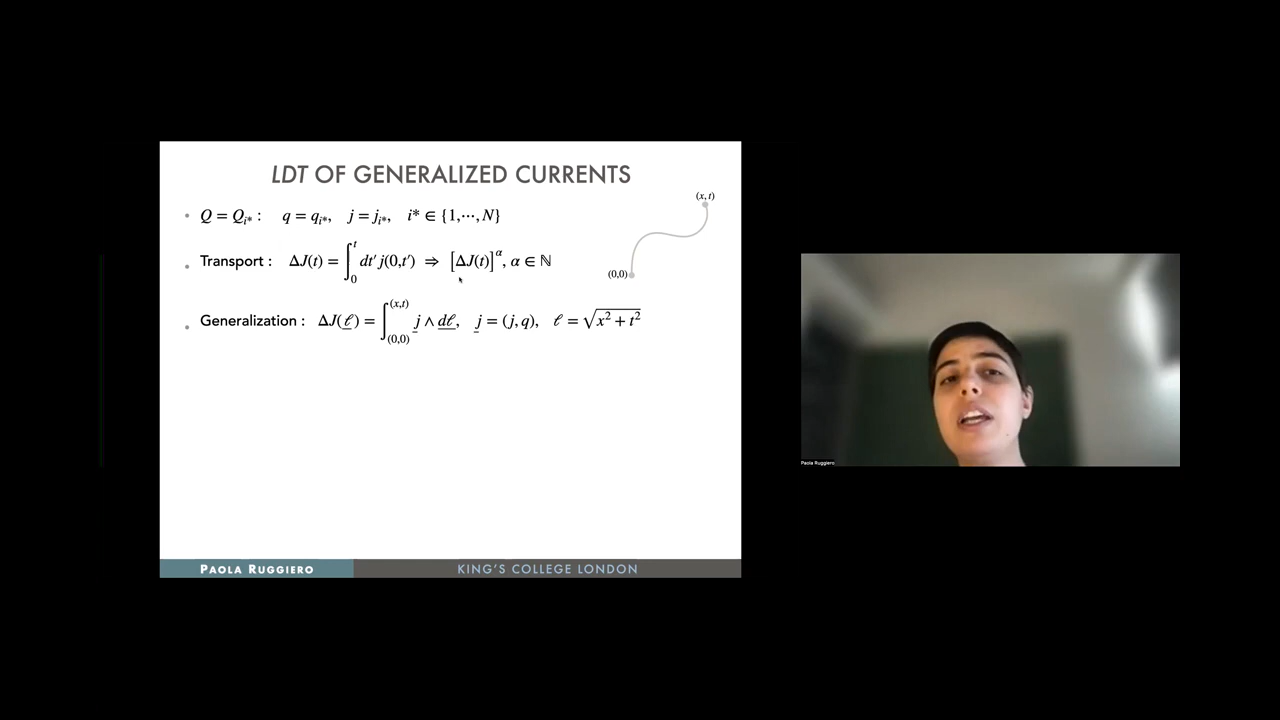 LDT OF GENERALIZED CURRENTS
(x, t)
• Q = Q_{i*} :   q = q_{i*},   j = j_{i*},   i* ∈ {1,⋯, N}
• Transport :   ΔJ(t) = ∫_0^t dt′ j(0,t′)  ⇒  [ΔJ(t)]^α, α ∈ ℕ
(0,0)
• Generalization :   ΔJ(ℓ) = ∫_{(0,0)}^{(x,t)} j ∧ dℓ,   j = (j, q),   ℓ = √(x² + t²)
Paola Ruggiero
PAOLA RUGGIERO
KING'S COLLEGE LONDON